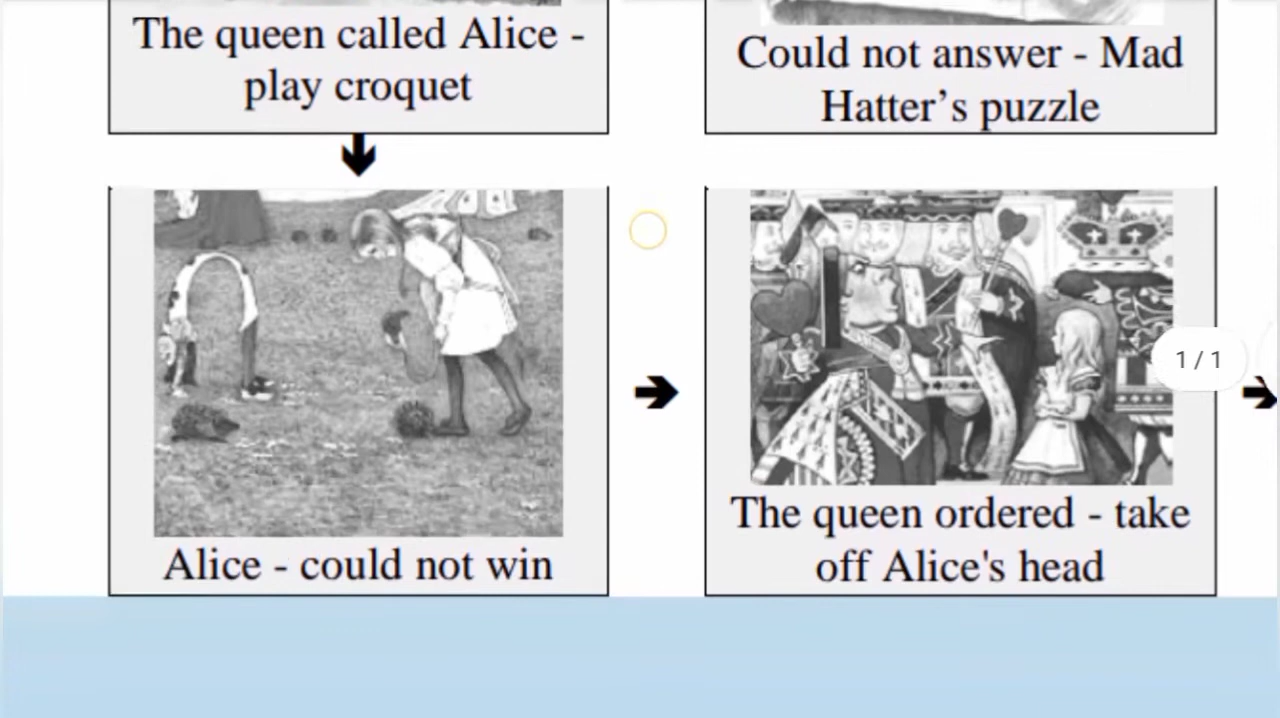 The queen called Alice -
play croquet
Could not answer - Mad
Hatter’s puzzle
Alice - could not win
The queen ordered - take
off Alice's head
1 / 1